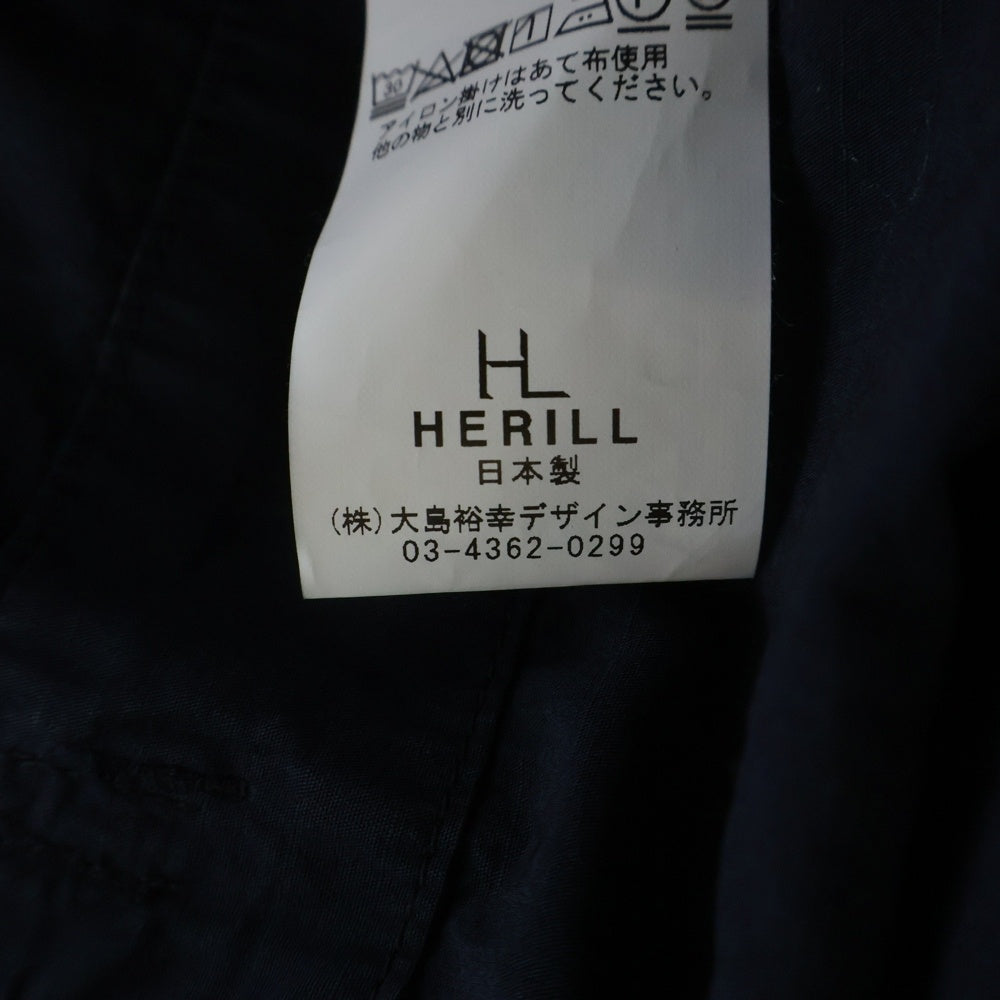 30
アイロン掛けはあて布使用
他の物と別に洗ってください。
HL
HERILL
日本製
(株)大島裕幸デザイン事務所
03-4362-0299